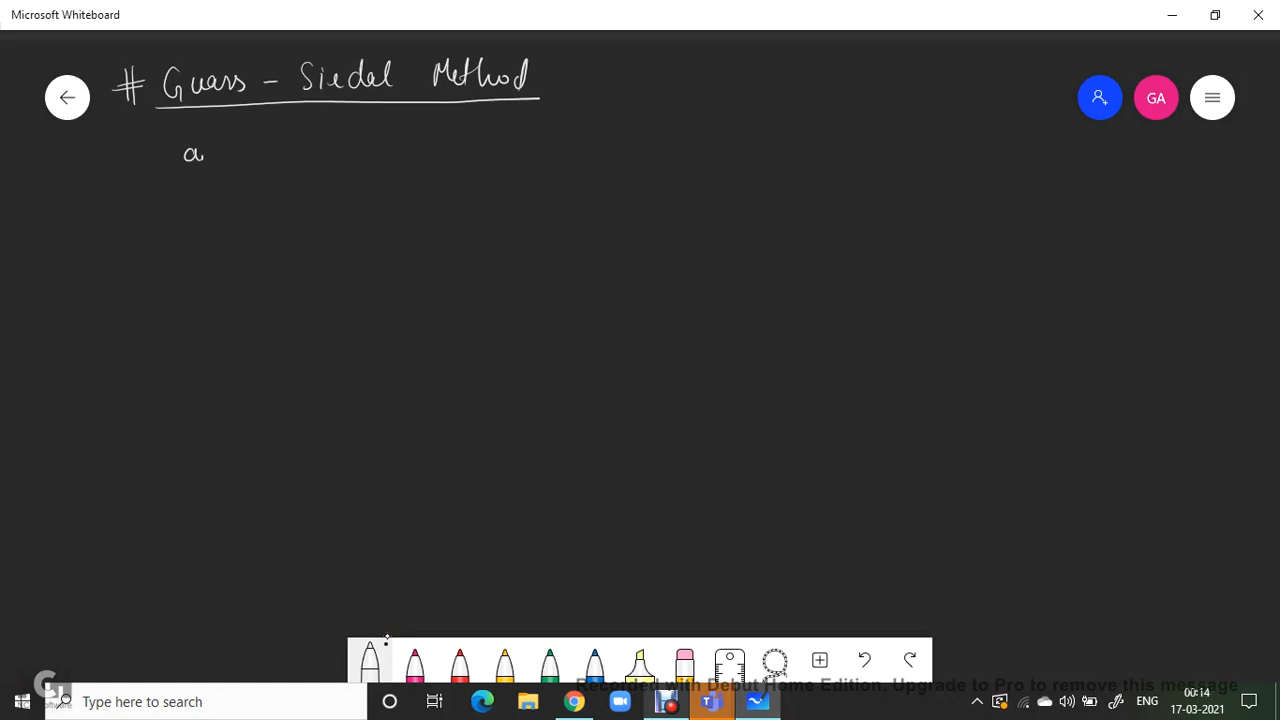 Microsoft Whiteboard
# Guass - Siedal Method
GA
a
Recorded with Debut Home Edition. Upgrade to Pro to remove this message
Type here to search
ENG
00:14
17-03-2021